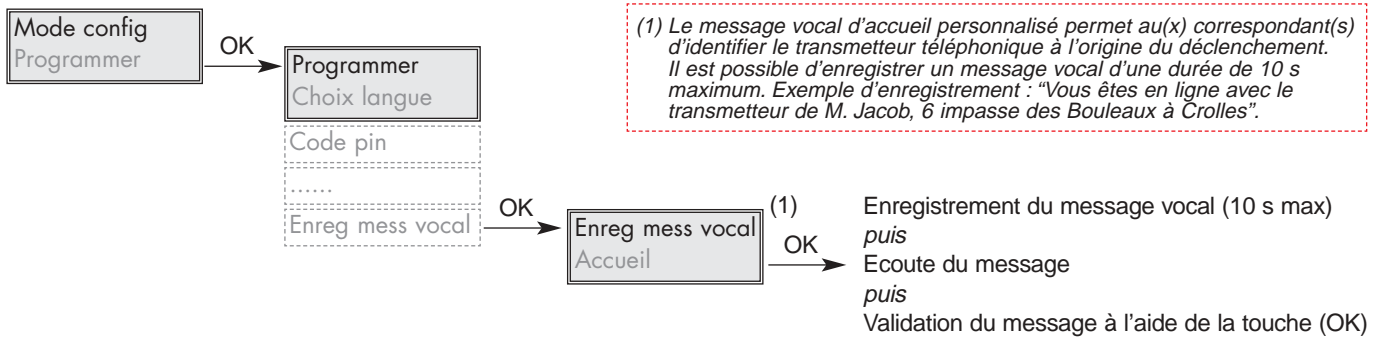 Mode config
Programmer
OK
Programmer
Choix langue
Code pin
......
Enreg mess vocal
OK
Enreg mess vocal
Accueil
(1)
OK
Enregistrement du message vocal (10 s max)
puis
Ecoute du message
puis
Validation du message à l'aide de la touche (OK)
(1) Le message vocal d'accueil personnalisé permet au(x) correspondant(s)
d'identifier le transmetteur téléphonique à l'origine du déclenchement.
Il est possible d'enregistrer un message vocal d'une durée de 10 s
maximum. Exemple d'enregistrement : “Vous êtes en ligne avec le
transmetteur de M. Jacob, 6 impasse des Bouleaux à Crolles”.